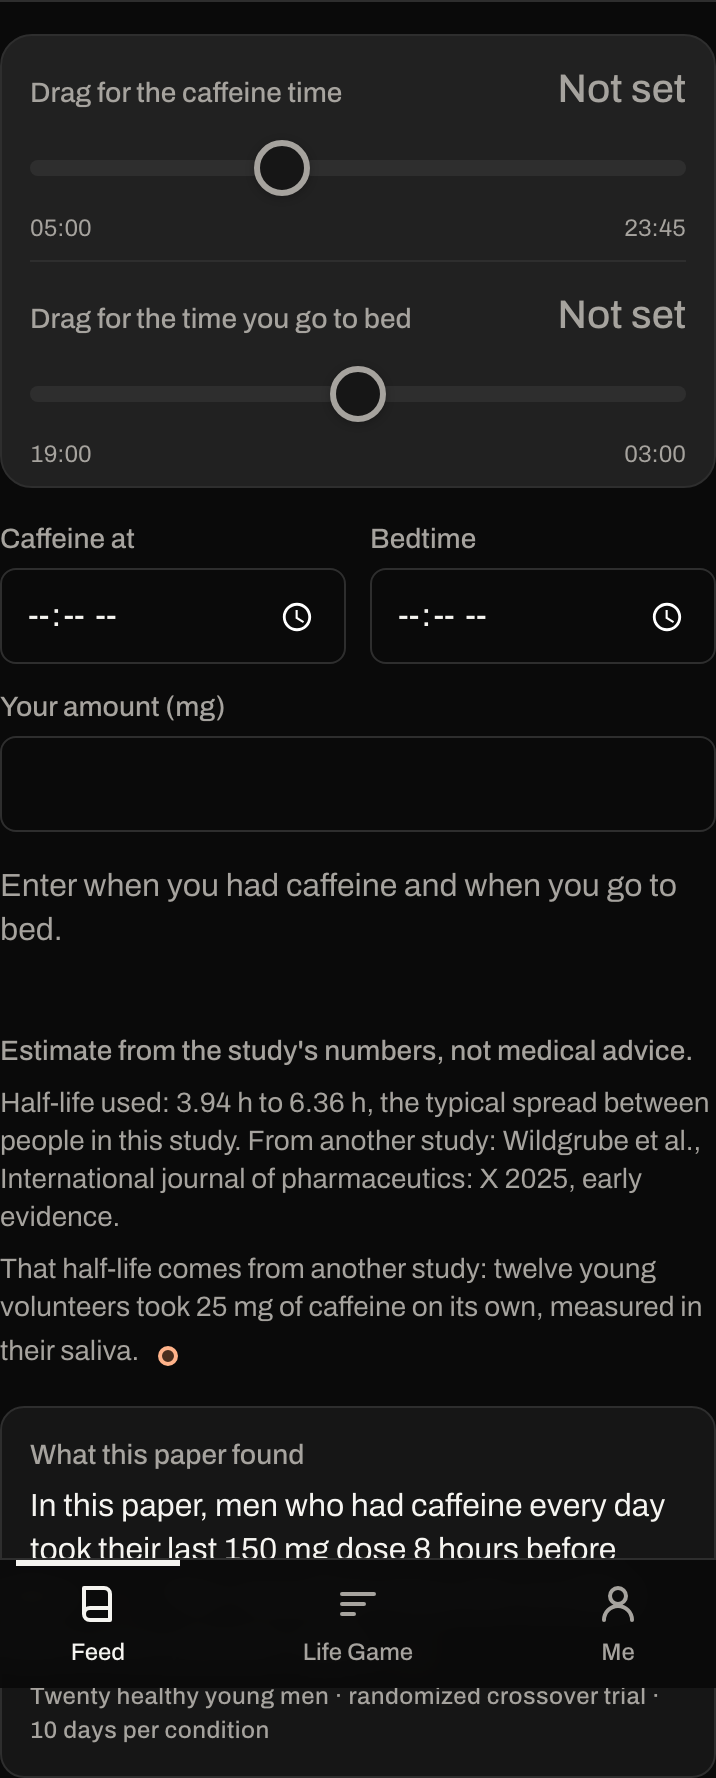 Drag for the caffeine time
Not set
05:00
23:45
Drag for the time you go to bed
Not set
19:00
03:00
Caffeine at
Bedtime
--:-- --
--:-- --
Your amount (mg)
Enter when you had caffeine and when you go to
bed.
Estimate from the study's numbers, not medical advice.
Half-life used: 3.94 h to 6.36 h, the typical spread between
people in this study. From another study: Wildgrube et al.,
International journal of pharmaceutics: X 2025, early
evidence.
That half-life comes from another study: twelve young
volunteers took 25 mg of caffeine on its own, measured in
their saliva.
What this paper found
In this paper, men who had caffeine every day
took their last 150 mg dose 8 hours before
Feed
Life Game
Me
Twenty healthy young men · randomized crossover trial ·
10 days per condition